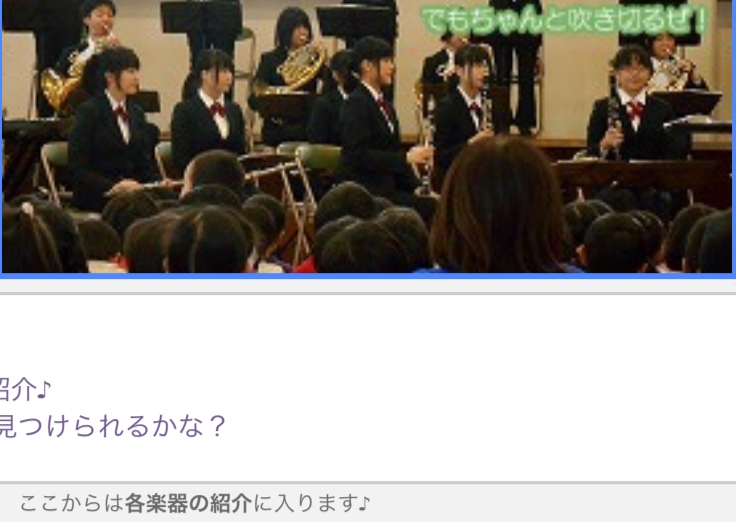 でもちゃんと吹き切るぜ！
紹介♪
見つけられるかな？
ここからは各楽器の紹介に入ります♪